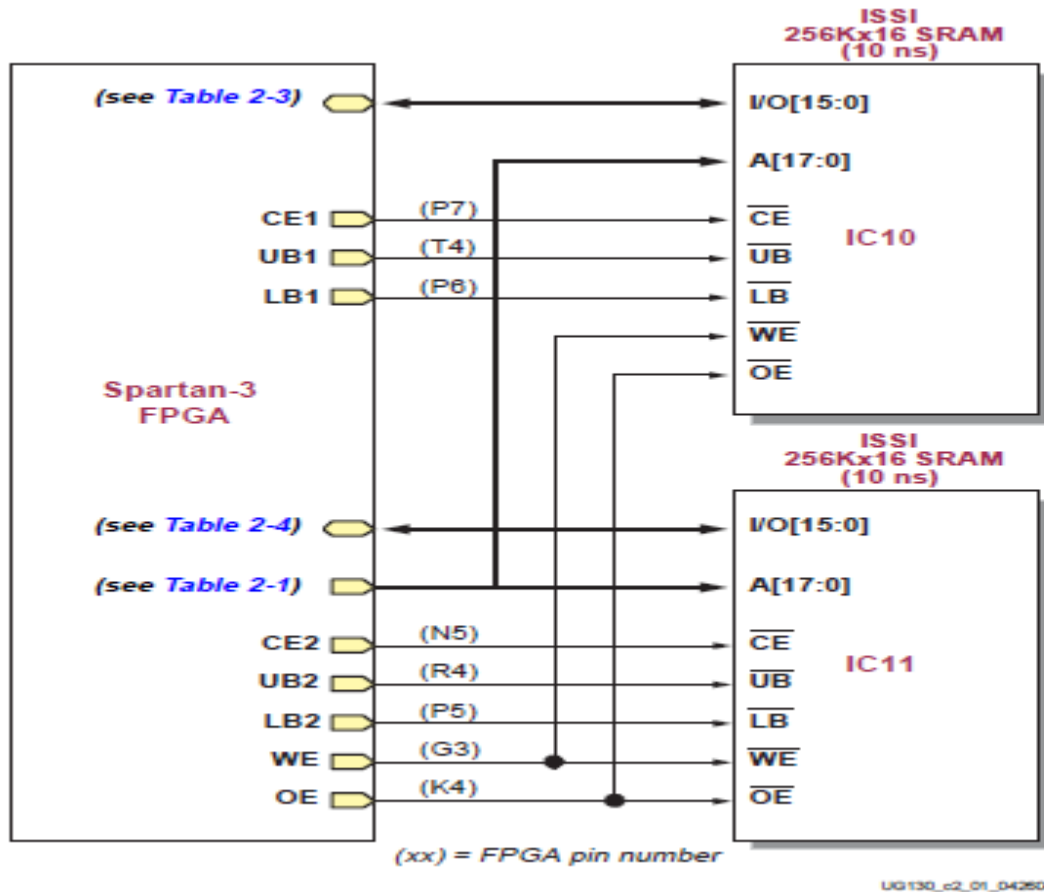 ISSI
256Kx16 SRAM
(10 ns)
(see Table 2-3)
I/O[15:0]
A[17:0]
CE1
(P7)
CE
UB1
(T4)
UB
IC10
LB1
(P6)
LB
WE
OE
Spartan-3
FPGA
ISSI
256Kx16 SRAM
(10 ns)
(see Table 2-4)
I/O[15:0]
(see Table 2-1)
A[17:0]
CE2
(N5)
CE
IC11
UB2
(R4)
UB
LB2
(P5)
LB
WE
(G3)
WE
OE
(K4)
OE
(xx) = FPGA pin number
UG130_c2_01_04260